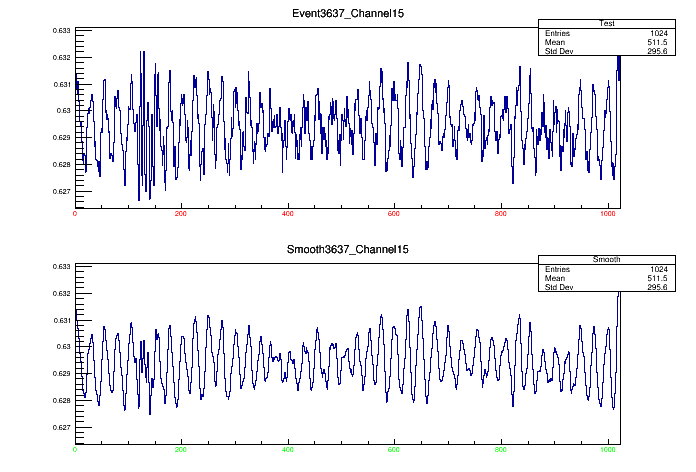 Event3637_Channel15
Test
Entries 1024
Mean 511.5
Std Dev 295.6
0.633
0.632
0.631
0.63
0.629
0.628
0.627
0 200 400 600 800 1000
Smooth3637_Channel15
Smooth
Entries 1024
Mean 511.5
Std Dev 295.6
0.633
0.632
0.631
0.63
0.629
0.628
0.627
0 200 400 600 800 1000